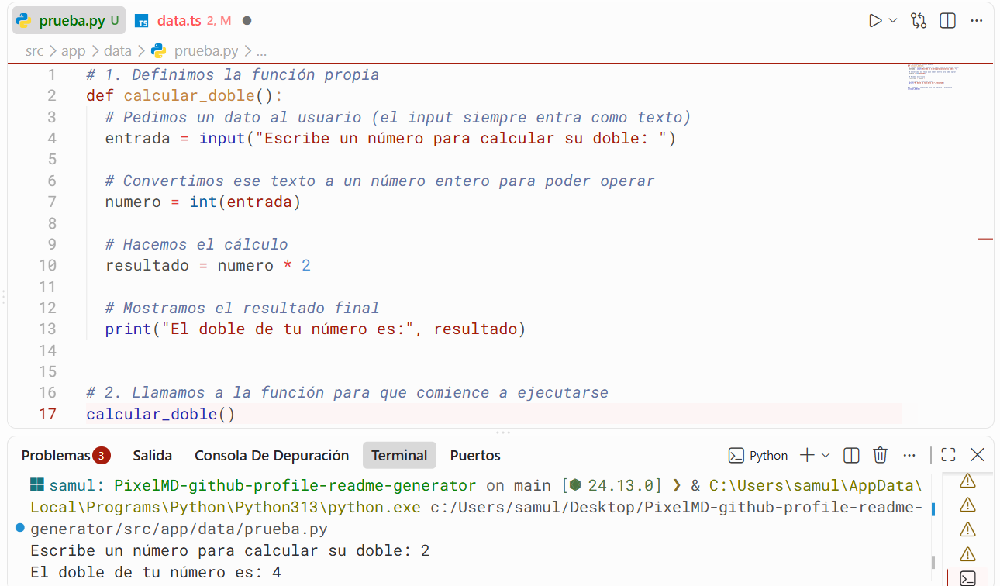 prueba.py U TS data.ts 2, M
src > app > data > prueba.py > ...
1 # 1. Definimos la función propia
2 def calcular_doble():
3 # Pedimos un dato al usuario (el input siempre entra como texto)
4 entrada = input("Escribe un número para calcular su doble: ")
5
6 # Convertimos ese texto a un número entero para poder operar
7 numero = int(entrada)
8
9 # Hacemos el cálculo
10 resultado = numero * 2
11
12 # Mostramos el resultado final
13 print("El doble de tu número es:", resultado)
14
15
16 # 2. Llamamos a la función para que comience a ejecutarse
17 calcular_doble()
Problemas 3 Salida Consola De Depuración Terminal Puertos Python
samul: PixelMD-github-profile-readme-generator on main [⬢ 24.13.0] ❯ & C:\Users\samul\AppData\
Local\Programs\Python\Python313\python.exe c:/Users/samul/Desktop/PixelMD-github-profile-readme-
generator/src/app/data/prueba.py
Escribe un número para calcular su doble: 2
El doble de tu número es: 4